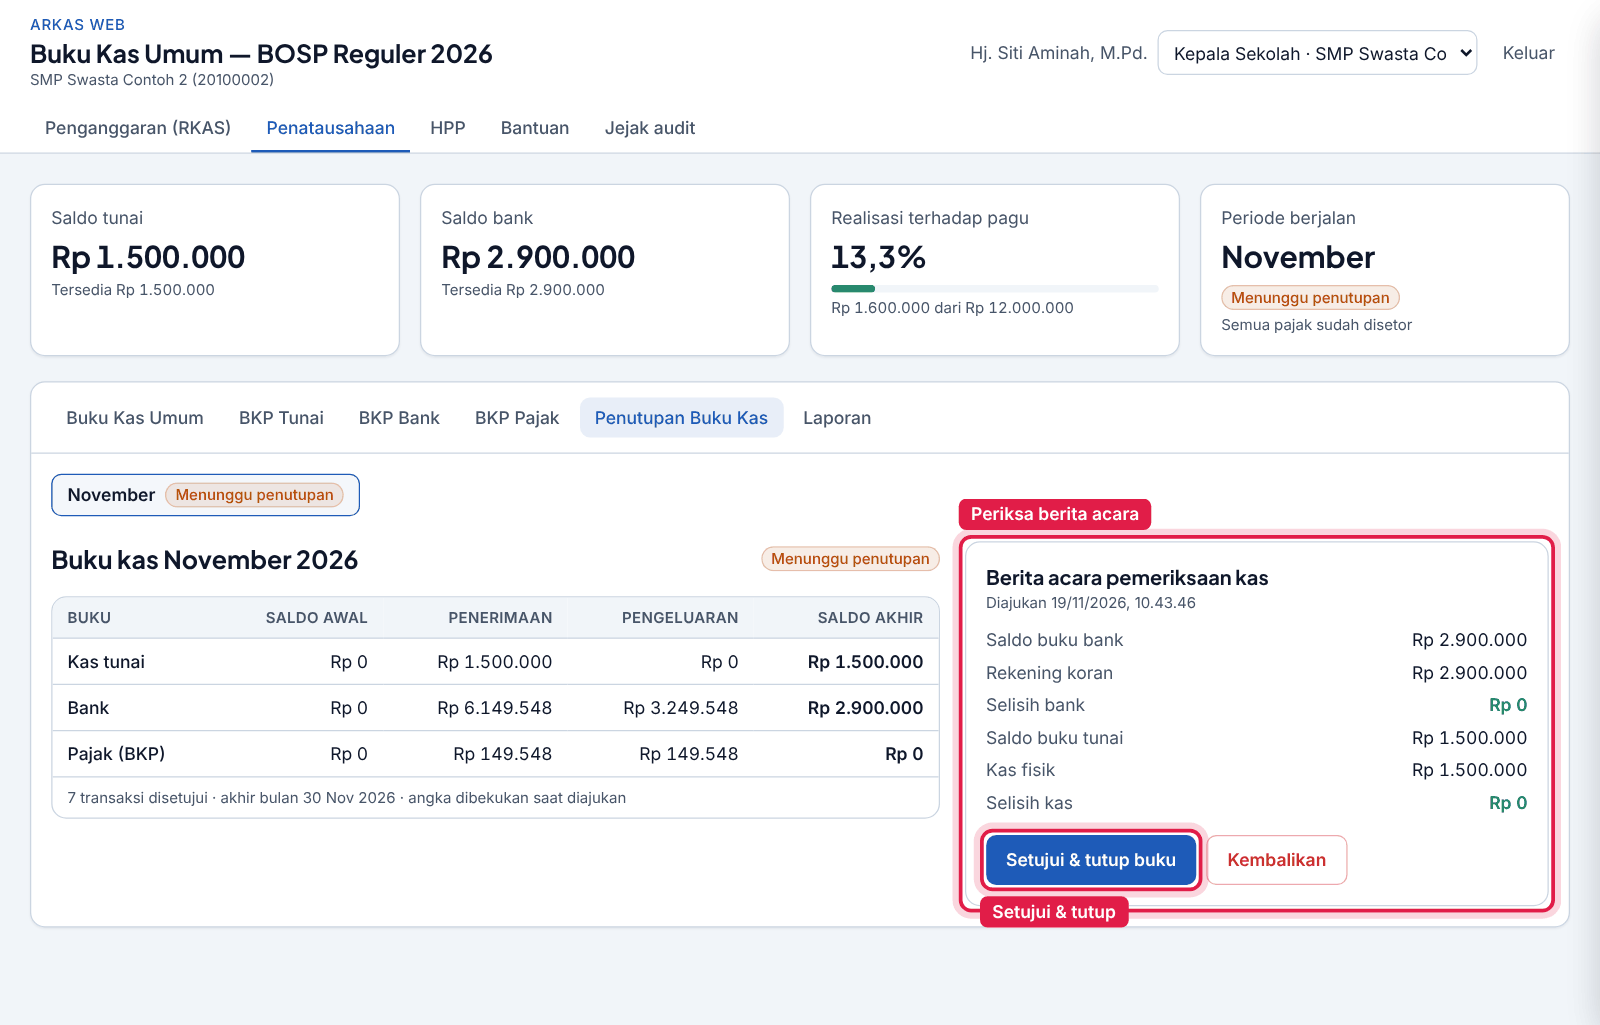 ARKAS WEB
Buku Kas Umum — BOSP Reguler 2026
SMP Swasta Contoh 2 (20100002)
Hj. Siti Aminah, M.Pd.
Kepala Sekolah · SMP Swasta Co
Keluar
Penganggaran (RKAS) Penatausahaan HPP Bantuan Jejak audit
Saldo tunai
Rp 1.500.000
Tersedia Rp 1.500.000
Saldo bank
Rp 2.900.000
Tersedia Rp 2.900.000
Realisasi terhadap pagu
13,3%
Rp 1.600.000 dari Rp 12.000.000
Periode berjalan
November
Menunggu penutupan
Semua pajak sudah disetor
Buku Kas Umum BKP Tunai BKP Bank BKP Pajak Penutupan Buku Kas Laporan
November Menunggu penutupan
Buku kas November 2026 Menunggu penutupan
BUKU SALDO AWAL PENERIMAAN PENGELUARAN SALDO AKHIR
Kas tunai Rp 0 Rp 1.500.000 Rp 0 Rp 1.500.000
Bank Rp 0 Rp 6.149.548 Rp 3.249.548 Rp 2.900.000
Pajak (BKP) Rp 0 Rp 149.548 Rp 149.548 Rp 0
7 transaksi disetujui · akhir bulan 30 Nov 2026 · angka dibekukan saat diajukan
Periksa berita acara
Berita acara pemeriksaan kas
Diajukan 19/11/2026, 10.43.46
Saldo buku bank Rp 2.900.000
Rekening koran Rp 2.900.000
Selisih bank Rp 0
Saldo buku tunai Rp 1.500.000
Kas fisik Rp 1.500.000
Selisih kas Rp 0
Setujui & tutup buku Kembalikan
Setujui & tutup